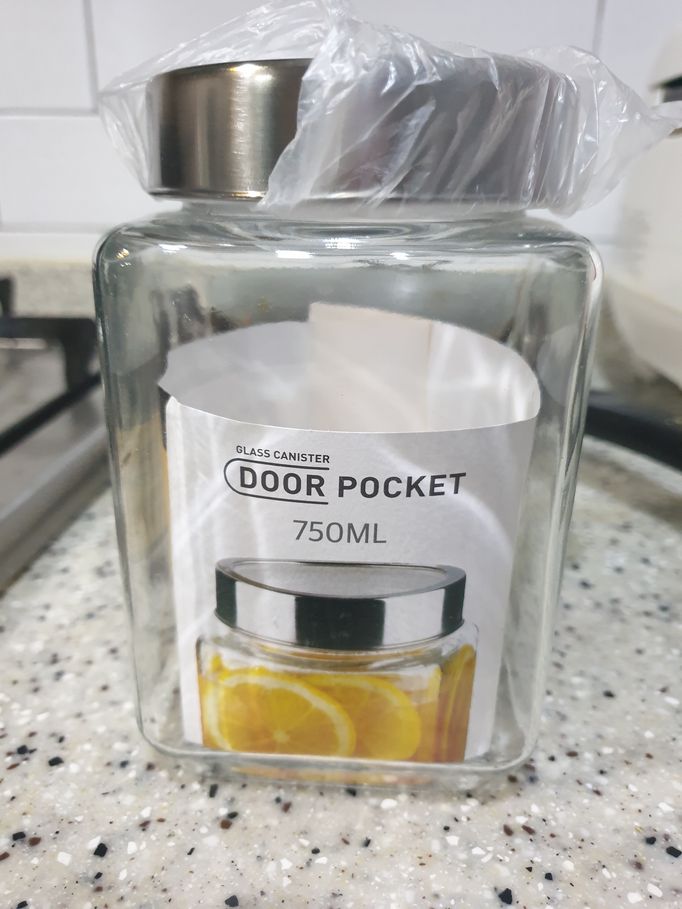 GLASS CANISTER
DOOR POCKET
750ML